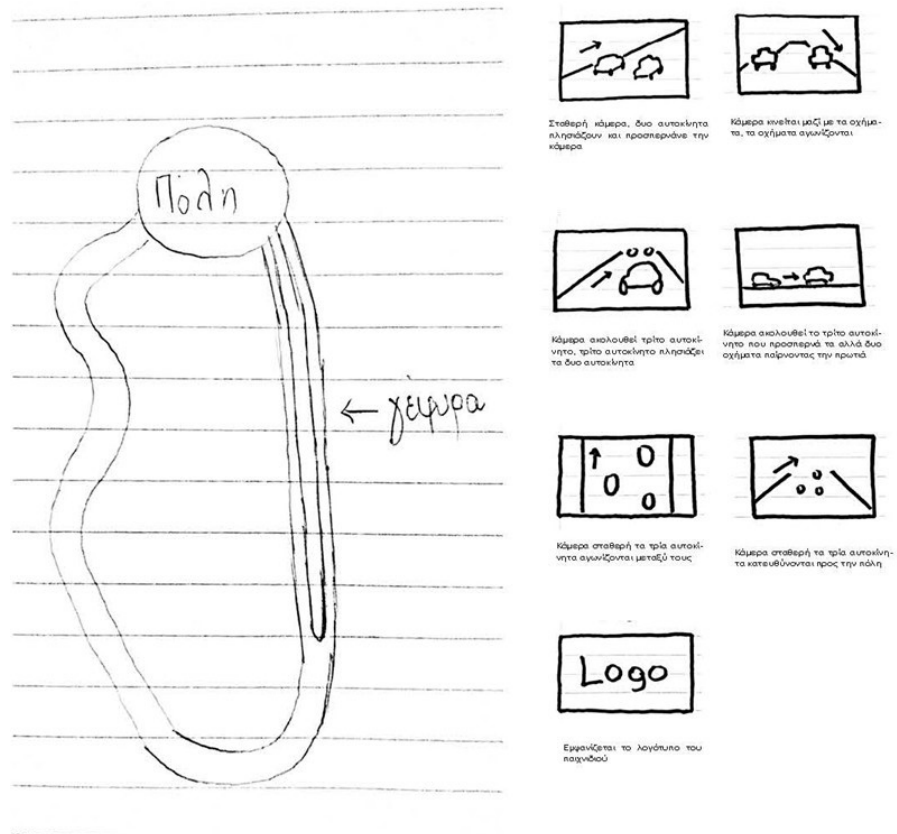 Πόλη
← γέφυρα
Σταθερή κάμερα, δυο αυτοκίνητα
πλησιάζουν και προσπερνάνε την
κάμερα
Κάμερα κινείται μαζί με τα οχήμα-
τα, τα οχήματα αγωνίζονται
Κάμερα ακολουθεί τρίτο αυτοκί-
νητο, τρίτο αυτοκίνητο πλησιάζει
τα δυο αυτοκίνητα
Κάμερα ακολουθεί το τρίτο αυτοκί-
νητο που προσπερνά τα αλλά δυο
οχήματα παίρνοντας την πρωτιά
Κάμερα σταθερή τα τρία αυτοκί-
νητα αγωνίζονται μεταξύ τους
Κάμερα σταθερή τα τρία αυτοκίνη-
τα κατευθύνονται προς την πόλη
Logo
Εμφανίζεται το λογότυπο του
παιχνιδιού